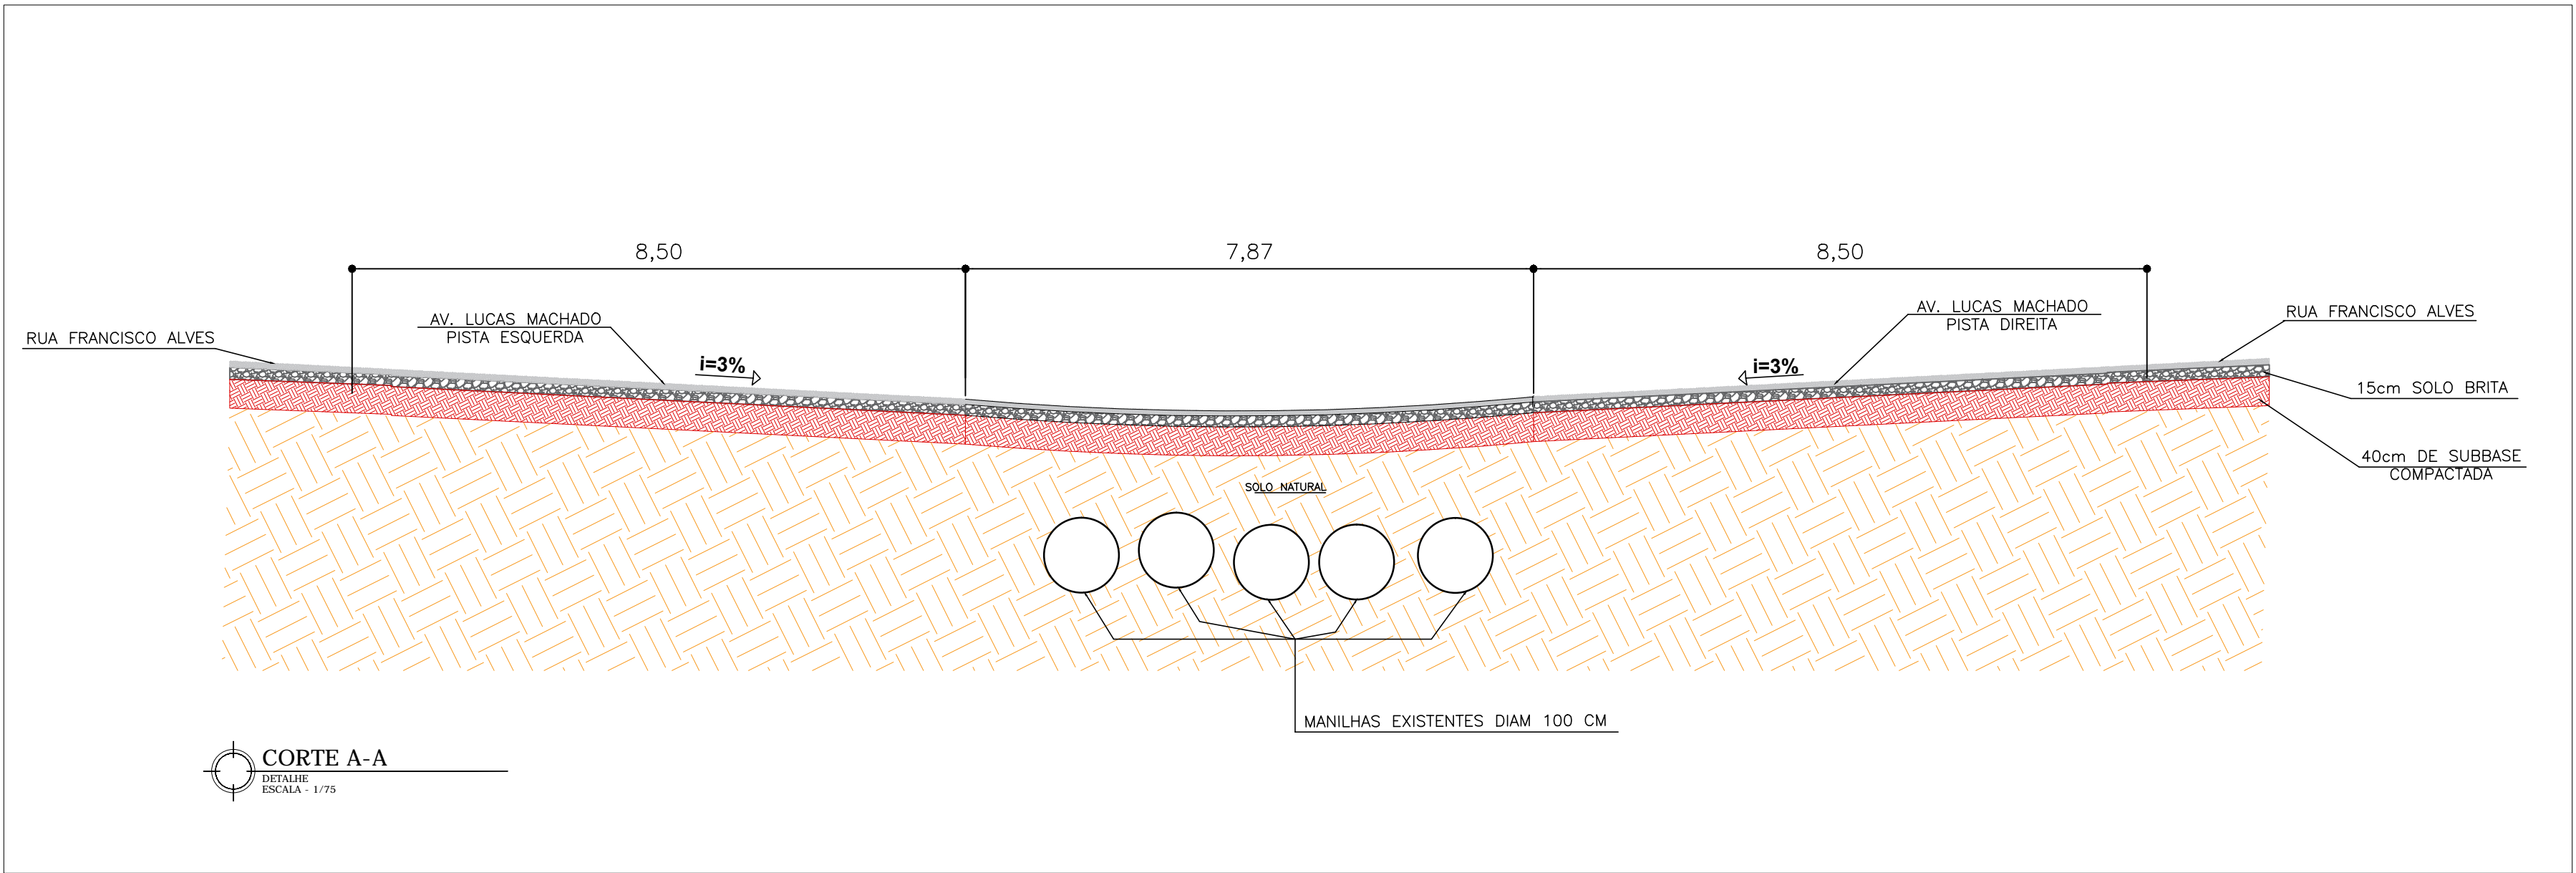 8,50
7,87
8,50
RUA FRANCISCO ALVES
AV. LUCAS MACHADO
PISTA ESQUERDA
i=3%
i=3%
AV. LUCAS MACHADO
PISTA DIREITA
RUA FRANCISCO ALVES
15cm SOLO BRITA
40cm DE SUBBASE
COMPACTADA
SOLO NATURAL
MANILHAS EXISTENTES DIAM 100 CM
CORTE A-A
DETALHE
ESCALA - 1/75